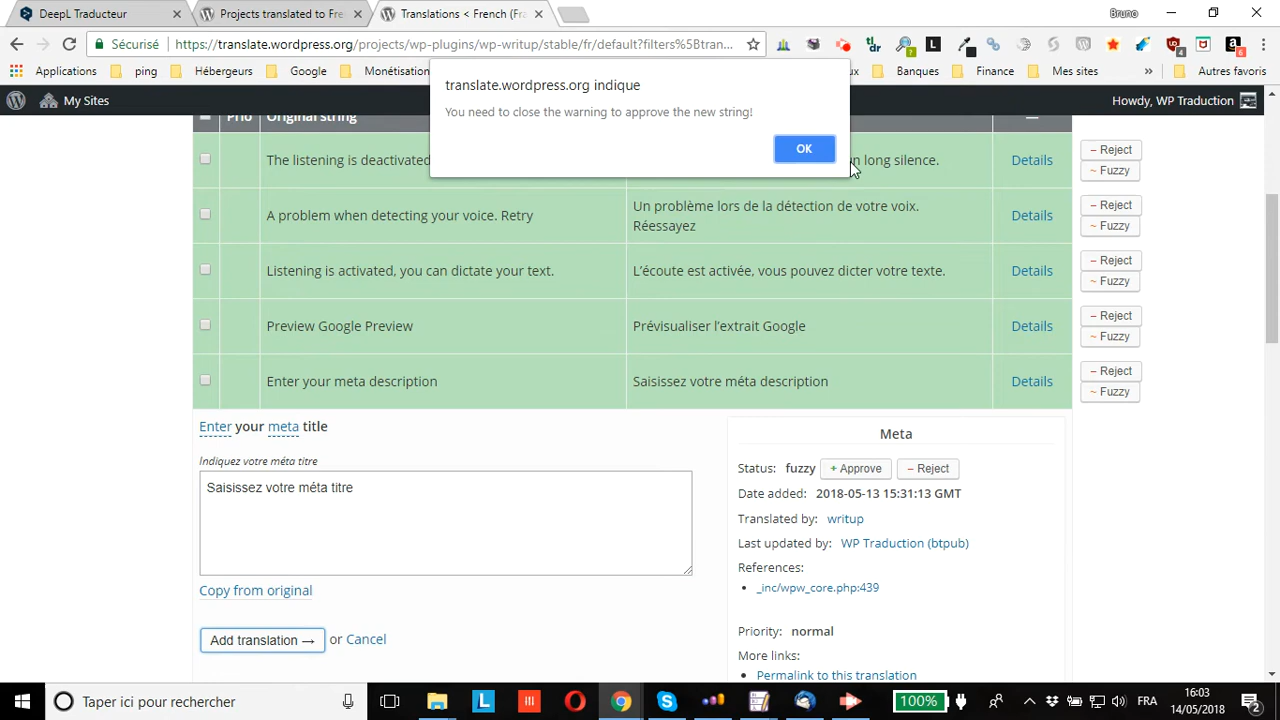 DeepL Traducteur
Projects translated to Fre
Translations < French (Fra
Bruno
Sécurisé
https://translate.wordpress.org/projects/wp-plugins/wp-writup/stable/fr/default?filters%5Btran...
Applications
ping
Hébergeurs
Google
Monétisation
Banques
Finance
Mes sites
»
Autres favoris
My Sites
Howdy, WP Traduction
translate.wordpress.org indique
You need to close the warning to approve the new string!
OK
Prio
Original string
—
The listening is deactivated
n long silence.
Details
− Reject
~ Fuzzy
A problem when detecting your voice. Retry
Un problème lors de la détection de votre voix.
Réessayez
Details
− Reject
~ Fuzzy
Listening is activated, you can dictate your text.
L’écoute est activée, vous pouvez dicter votre texte.
Details
− Reject
~ Fuzzy
Preview Google Preview
Prévisualiser l’extrait Google
Details
− Reject
~ Fuzzy
Enter your meta description
Saisissez votre méta description
Details
− Reject
~ Fuzzy
Enter your meta title
Indiquez votre méta titre
Saisissez votre méta titre
Copy from original
Add translation →
or Cancel
Meta
Status: fuzzy + Approve − Reject
Date added: 2018-05-13 15:31:13 GMT
Translated by: writup
Last updated by: WP Traduction (btpub)
References:
• _inc/wpw_core.php:439
Priority: normal
More links:
• Permalink to this translation
Taper ici pour rechercher
100%
FRA
16:03
14/05/2018